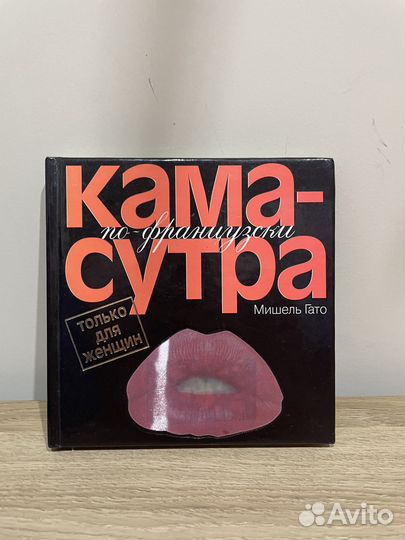 кама-
по-французски
сутра
Мишель Гато
только
для
женщин
Avito